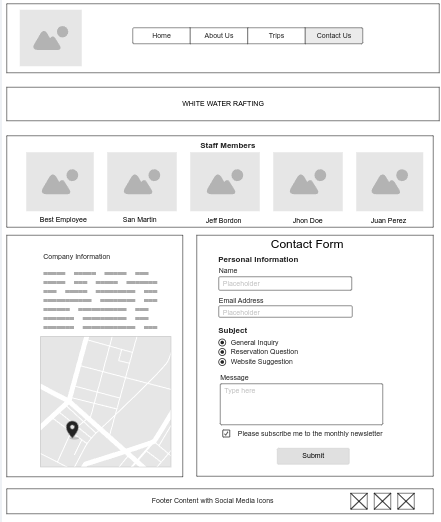 Home About Us Trips Contact Us
WHITE WATER RAFTING
Staff Members
Best Employee San Martin Jeff Bordon Jhon Doe Juan Perez
Company Information
Contact Form
Personal Information
Name
Placeholder
Email Address
Placeholder
Subject
General Inquiry
Reservation Question
Website Suggestion
Message
Type here
Please subscribe me to the monthly newsletter
Submit
Footer Content with Social Media Icons